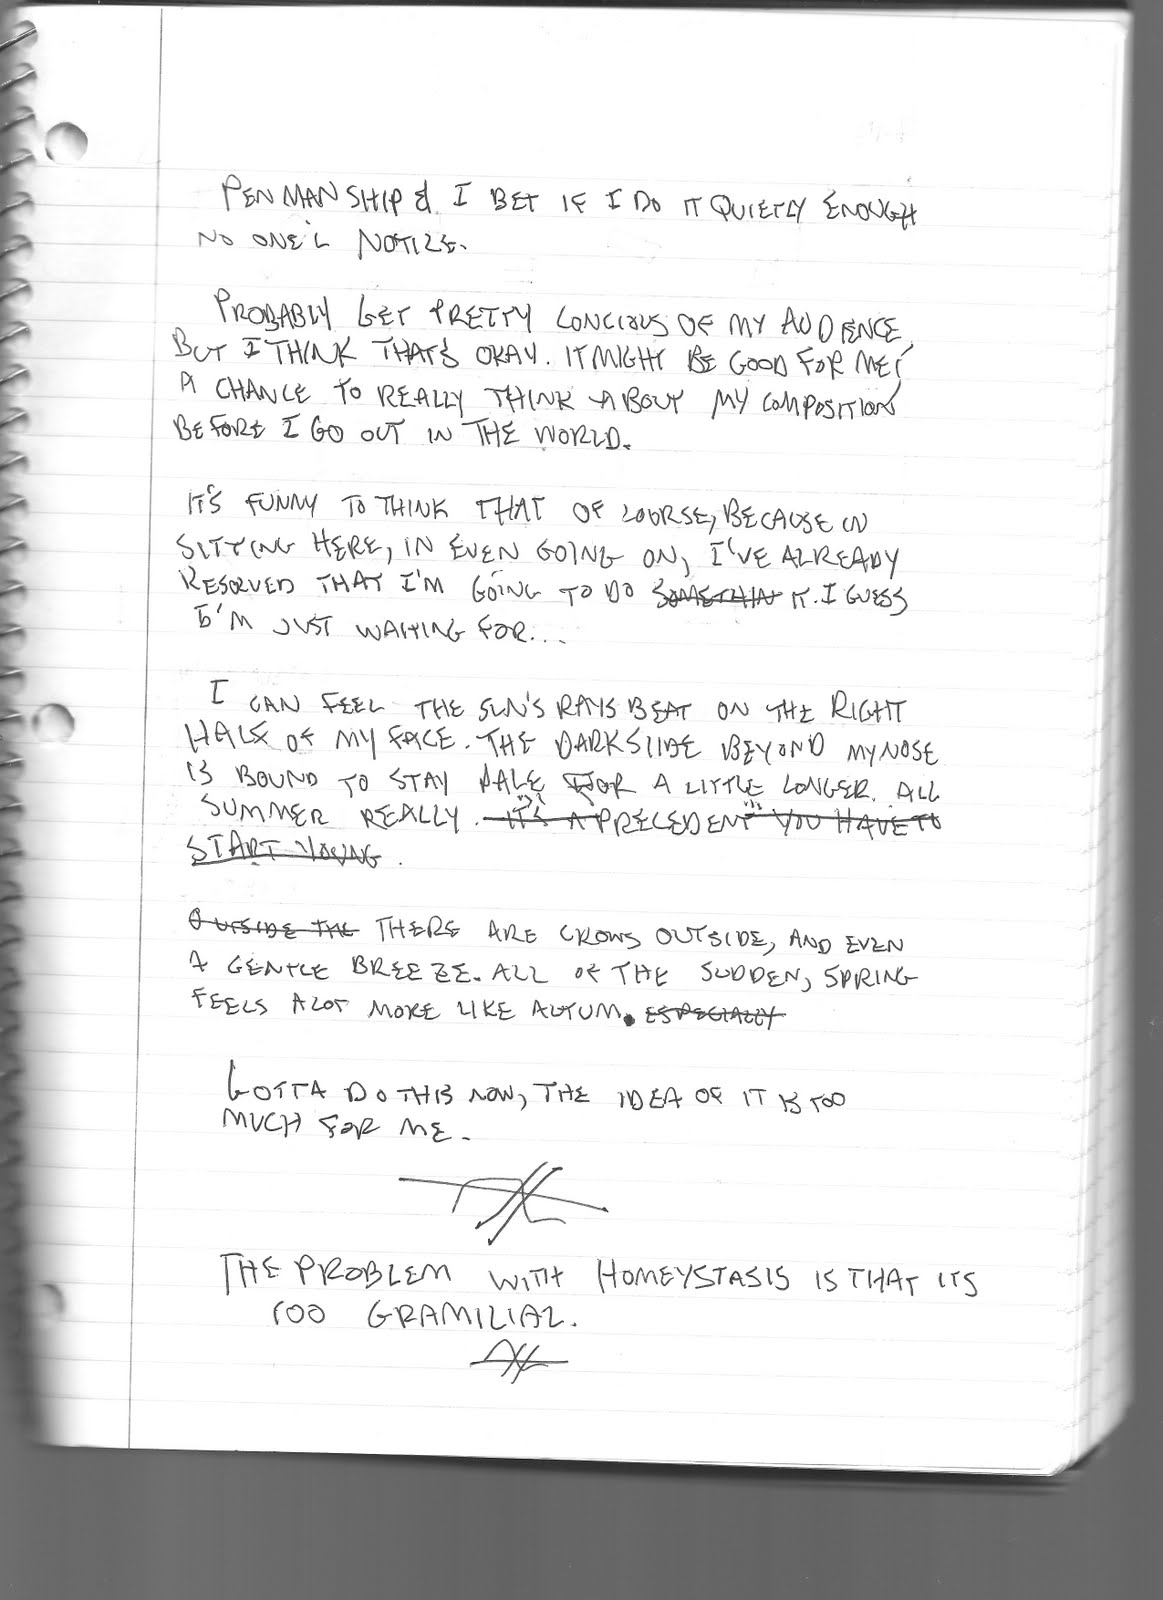 PENMANSHIP &. I BET IF I DO IT QUIETLY ENOUGH
NO ONE'L NOTICE.
PROBABLY GET PRETTY CONCIOUS OF MY AUDIENCE,
BUT I THINK THAT'S OKAY. IT MIGHT BE GOOD FOR ME,
A CHANCE TO REALLY THINK ABOUT MY COMPOSITION
BEFORE I GO OUT IN THE WORLD.
IT'S FUNNY TO THINK THAT OF COURSE, BECAUSE IN
SITTING HERE, IN EVEN GOING ON, I'VE ALREADY
RESOLVED THAT I'M GOING TO DO SOMETHIN IT. I GUESS
I'M JUST WAITING FOR...
I CAN FEEL THE SUN'S RAYS BEAT ON THE RIGHT
HALF OF MY FACE. THE DARKSIIDE BEYOND MY NOSE
IS BOUND TO STAY PALE FOR A LITTLE LONGER. ALL
SUMMER REALLY. IT'S A PRECEDENT YOU HAVE TO
START YOUNG.
OUTSIDE THE THERE ARE CROWS OUTSIDE, AND EVEN
A GENTLE BREEZE. ALL OF THE SUDDEN, SPRING
FEELS A LOT MORE LIKE AUTUM. ESPECIALLY
GOTTA DO THIS NOW, THE IDEA OF IT IS TOO
MUCH FOR ME.
THE PROBLEM WITH HOMEYSTASIS IS THAT ITS
TOO GRAMILIAL.